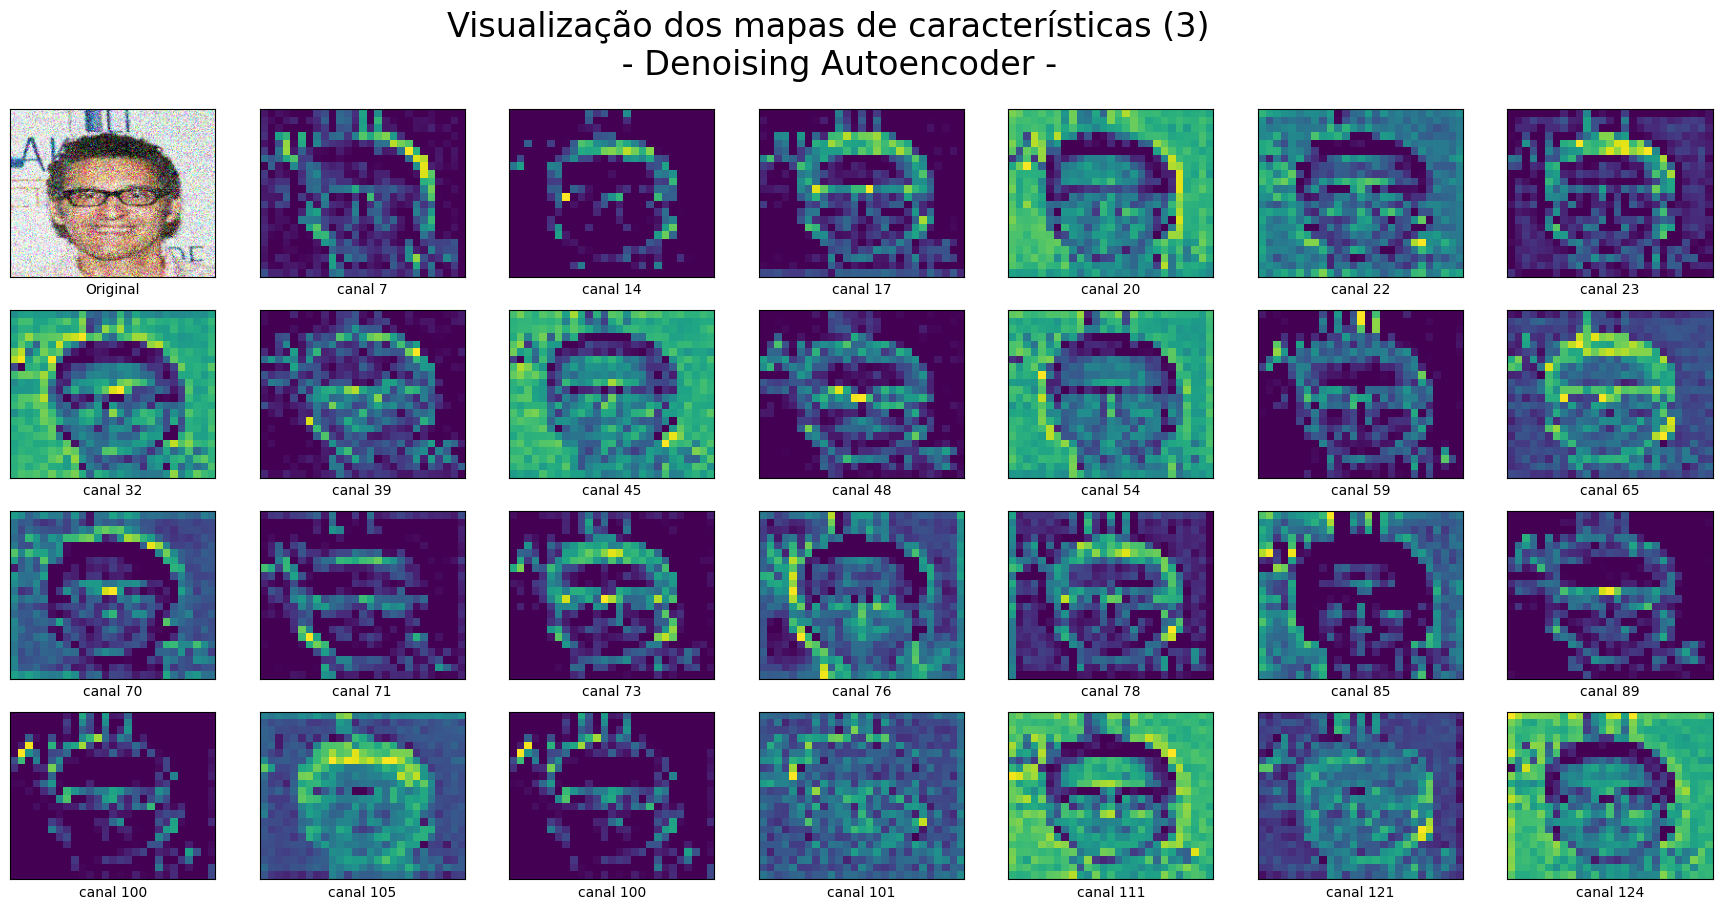 Visualização dos mapas de características (3)
- Denoising Autoencoder -
Original
canal 7
canal 14
canal 17
canal 20
canal 22
canal 23
canal 32
canal 39
canal 45
canal 48
canal 54
canal 59
canal 65
canal 70
canal 71
canal 73
canal 76
canal 78
canal 85
canal 89
canal 100
canal 105
canal 100
canal 101
canal 111
canal 121
canal 124